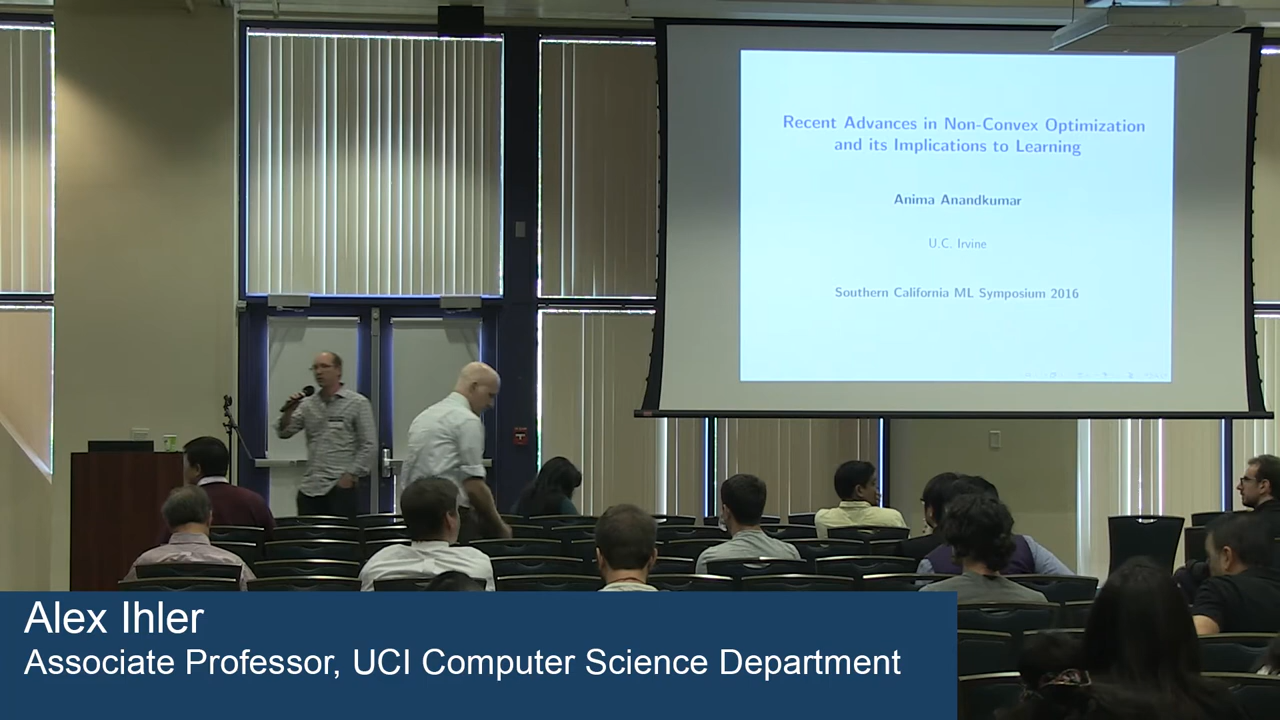 Recent Advances in Non-Convex Optimization
and its Implications to Learning
Anima Anandkumar
U.C. Irvine
Southern California ML Symposium 2016
Alex Ihler
Associate Professor, UCI Computer Science Department